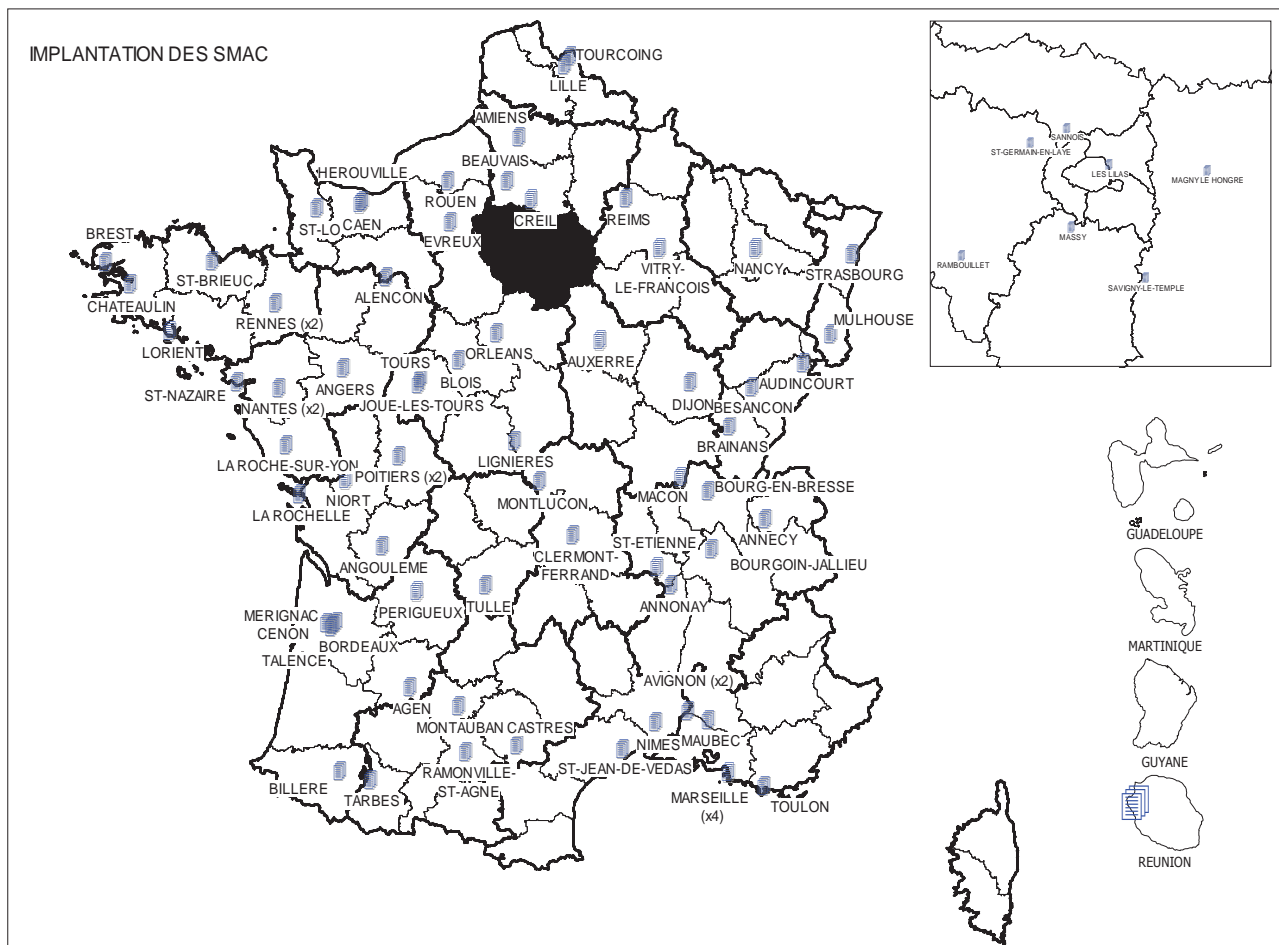 IMPLANTATION DES SMAC
TOURCOING
LILLE
AMIENS
BEAUVAIS
HEROUVILLE
ROUEN
CREIL
REIMS
ST-LO
CAEN
EVREUX
BREST
ST-BRIEUC
CHATEAULIN
ALENCON
VITRY-
LE-FRANCOIS
NANCY
STRASBOURG
RENNES (x2)
MULHOUSE
LORIENT
ORLEANS
AUXERRE
TOURS
BLOIS
ANGERS
AUDINCOURT
ST-NAZAIRE
NANTES (x2)
JOUE-LES-TOURS
DIJON
BESANCON
BRAINANS
LIGNIERES
LA ROCHE-SUR-YON
POITIERS (x2)
NIORT
MONTLUCON
MACON
BOURG-EN-BRESSE
LA ROCHELLE
ANGOULEME
CLERMONT-
FERRAND
ST-ETIENNE
ANNECY
BOURGOIN-JALLIEU
PERIGUEUX
TULLE
ANNONAY
MERIGNAC
CENON
BORDEAUX
TALENCE
AVIGNON (x2)
AGEN
MONTAUBAN
CASTRES
NIMES
MAUBEC
RAMONVILLE-
ST-AGNE
ST-JEAN-DE-VEDAS
BILLERE
TARBES
MARSEILLE
(x4)
TOULON
SANNOIS
ST-GERMAIN-EN-LAYE
LES LILAS
MAGNY LE HONGRE
MASSY
RAMBOUILLET
SAVIGNY-LE-TEMPLE
GUADELOUPE
MARTINIQUE
GUYANE
REUNION